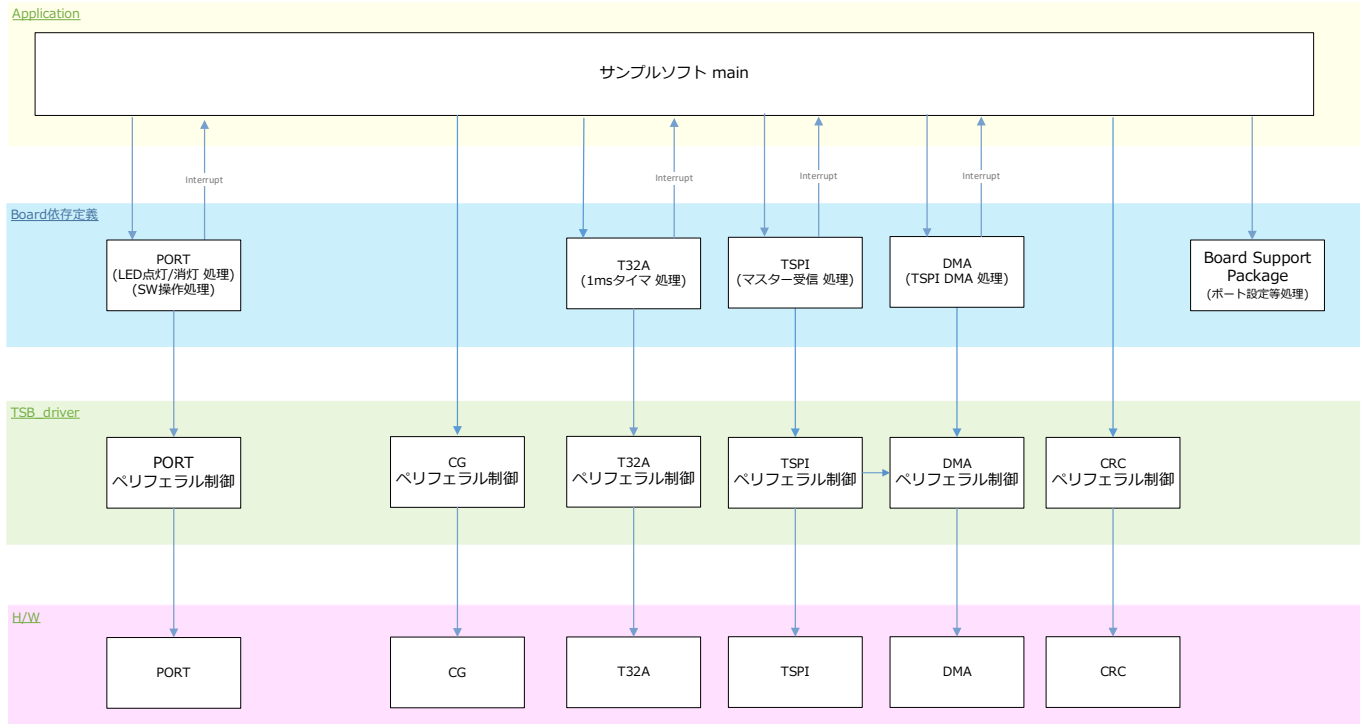 Application
サンプルソフト main
Interrupt
Interrupt
Interrupt
Interrupt
Board依存定義
PORT
(LED点灯/消灯 処理)
(SW操作処理)
T32A
(1msタイマ 処理)
TSPI
(マスター受信 処理)
DMA
(TSPI DMA 処理)
Board Support
Package
(ポート設定等処理)
TSB_driver
PORT
ペリフェラル制御
CG
ペリフェラル制御
T32A
ペリフェラル制御
TSPI
ペリフェラル制御
DMA
ペリフェラル制御
CRC
ペリフェラル制御
H/W
PORT
CG
T32A
TSPI
DMA
CRC